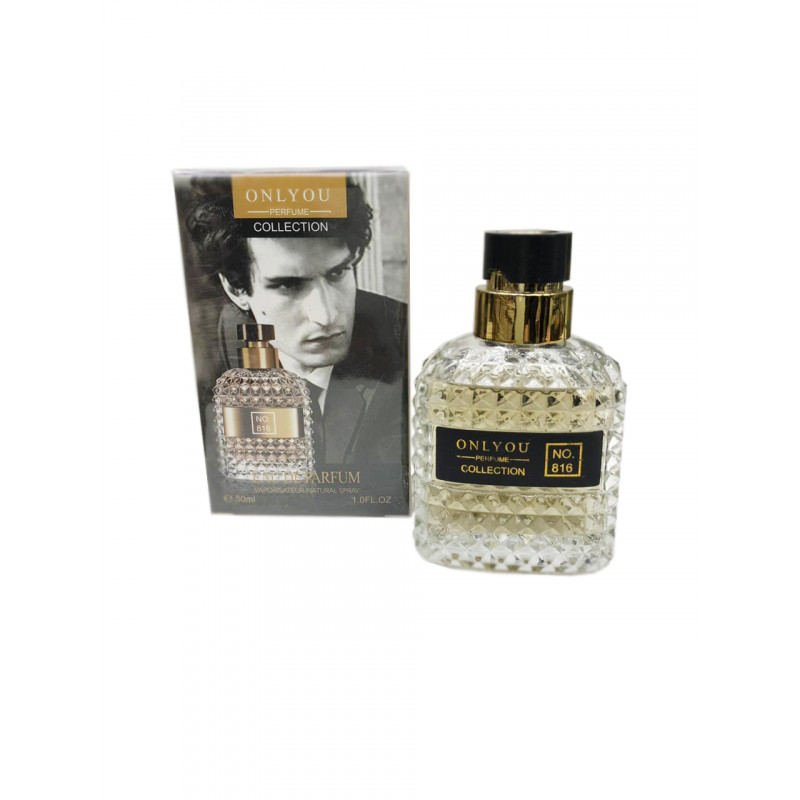 ONLYOU
PERFUME
COLLECTION
NO.
816
EAU DE PARFUM
VAPORISATEUR NATURAL SPRAY
1.0FL.OZ
ONLYOU
PERFUME
COLLECTION
NO.
816